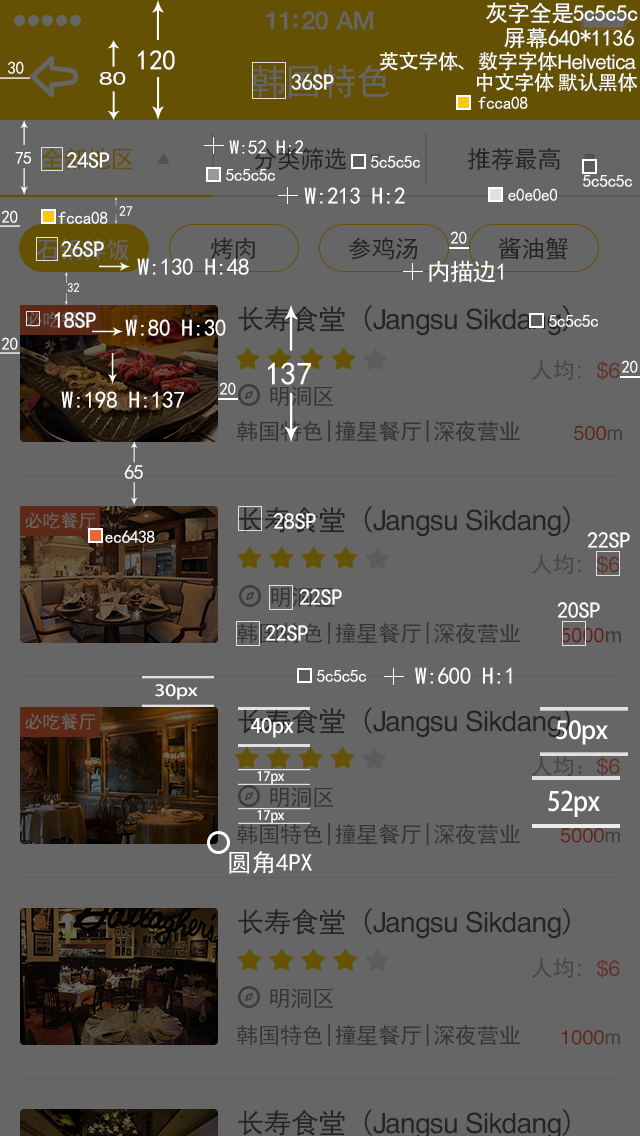 11:20 AM
灰字全是5c5c5c
屏幕640*1136
英文字体、数字字体Helvetica
中文字体 默认黑体
fcca08
30
80
120
韩国特色
36SP
75
全部地区
24SP
分类筛选
推荐最高
W:52 H:2
5c5c5c
5c5c5c
5c5c5c
W:213 H:2
e0e0e0
20
fcca08
27
26SP
烤肉
参鸡汤
酱油蟹
20
W:130 H:48
内描边1
32
18SP
W:80 H:30
长寿食堂（Jangsu Sikdang）
5c5c5c
20
137
人均：$6
20
W:198 H:137
20
明洞区
韩国特色|撞星餐厅|深夜营业
500m
65
必吃餐厅
ec6438
28SP
长寿食堂（Jangsu Sikdang）
22SP
人均：$6
22SP
明洞区
20SP
22SP
韩国特色|撞星餐厅|深夜营业
5000m
5c5c5c
W:600 H:1
30px
必吃餐厅
长寿食堂（Jangsu Sikdang）
40px
50px
人均：$6
17px
明洞区
52px
17px
韩国特色|撞星餐厅|深夜营业
5000m
圆角4PX
长寿食堂（Jangsu Sikdang）
人均：$6
明洞区
韩国特色|撞星餐厅|深夜营业
1000m
长寿食堂（Jangsu Sikdang）